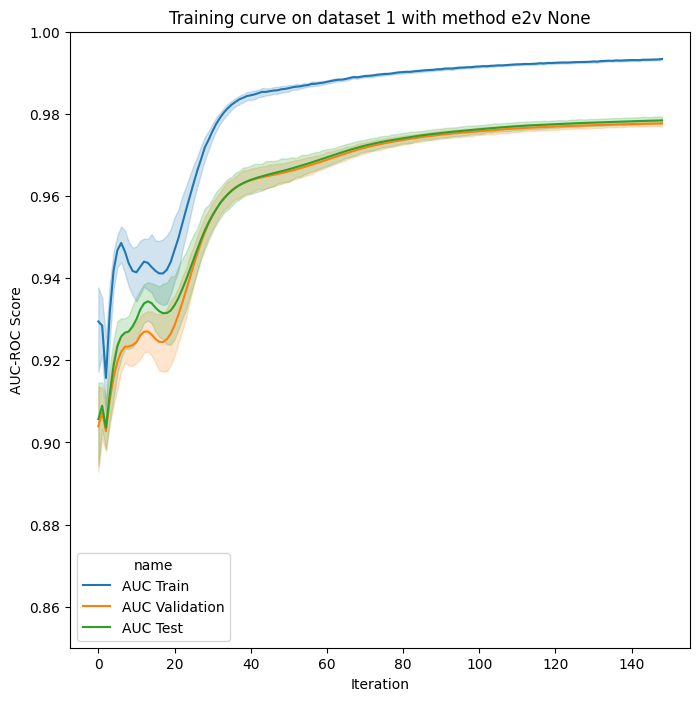 Training curve on dataset 1 with method e2v None
1.00
0.98
0.96
0.94
0.92
0.90
0.88
0.86
AUC-ROC Score
name
AUC Train
AUC Validation
AUC Test
0 20 40 60 80 100 120 140
Iteration